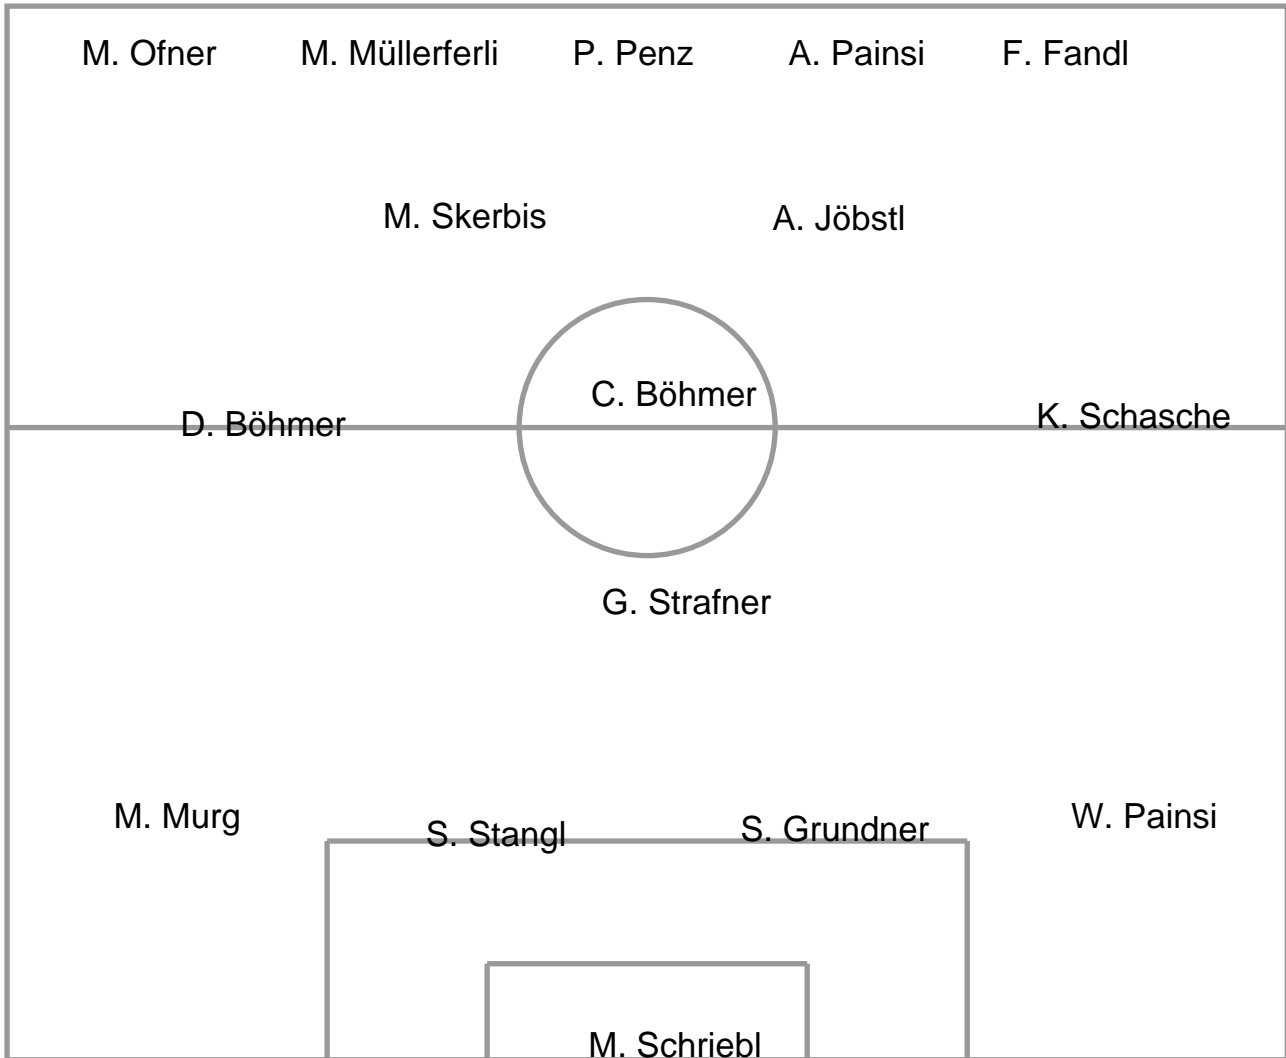 M. Ofner M. Müllerferli P. Penz A. Painsi F. Fandl
M. Skerbis A. Jöbstl
C. Böhmer
D. Böhmer K. Schasche
G. Strafner
M. Murg W. Painsi
S. Stangl S. Grundner
M. Schriebl